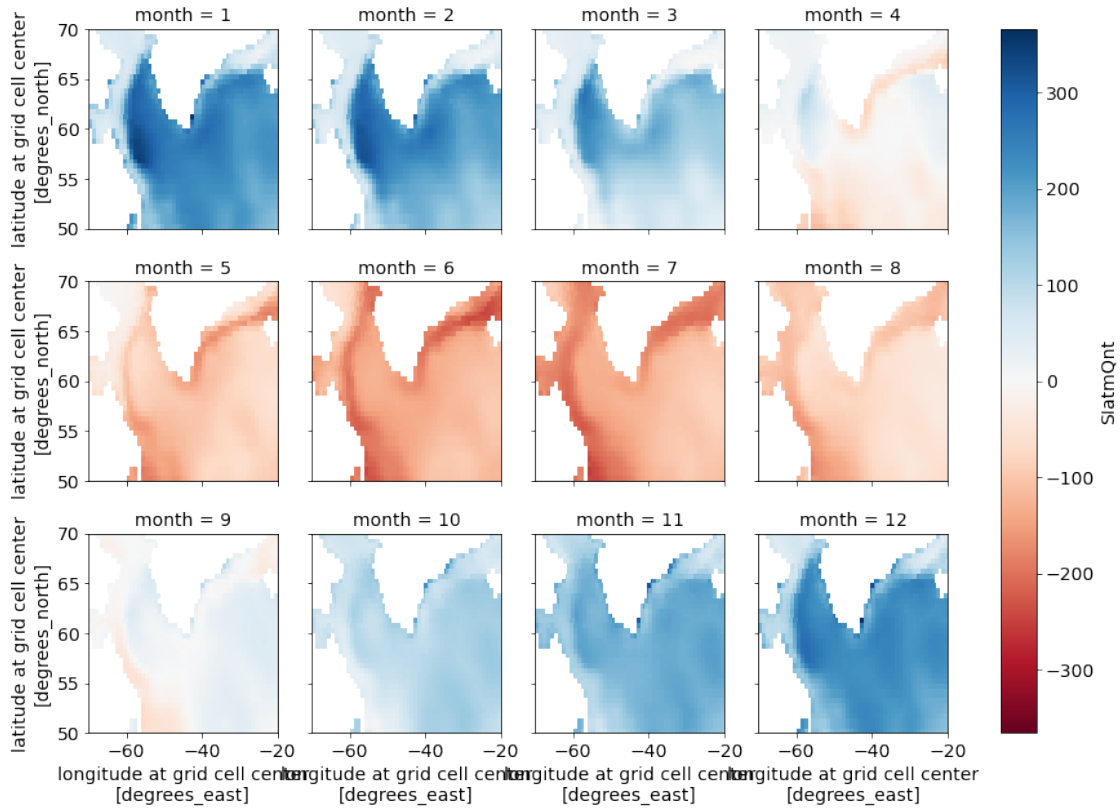 month = 1
month = 2
month = 3
month = 4
latitude at grid cell center
[degrees_north]
70
65
60
55
50
month = 5
month = 6
month = 7
month = 8
latitude at grid cell center
[degrees_north]
70
65
60
55
50
month = 9
month = 10
month = 11
month = 12
latitude at grid cell center
[degrees_north]
70
65
60
55
50
−60 −40 −20
−60 −40 −20
−60 −40 −20
−60 −40 −20
longitude at grid cell center
[degrees_east]
longitude at grid cell center
[degrees_east]
longitude at grid cell center
[degrees_east]
longitude at grid cell center
[degrees_east]
300
200
100
0
−100
−200
−300
SlatmQnt